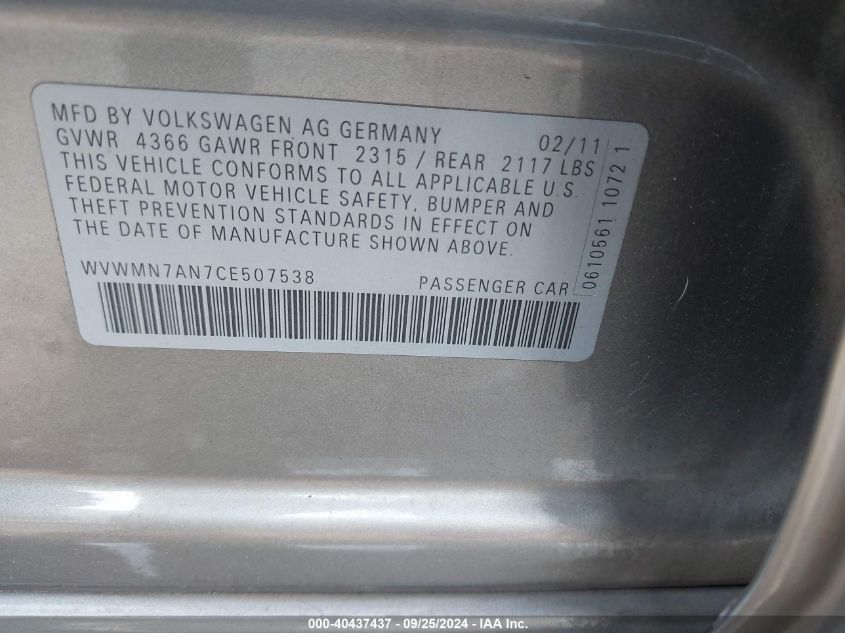 MFD BY VOLKSWAGEN AG GERMANY 02/11
GVWR 4366 GAWR FRONT 2315 / REAR 2117 LBS
THIS VEHICLE CONFORMS TO ALL APPLICABLE U.S.
FEDERAL MOTOR VEHICLE SAFETY, BUMPER AND
THEFT PREVENTION STANDARDS IN EFFECT ON
THE DATE OF MANUFACTURE SHOWN ABOVE.
WVWMN7AN7CE507538 PASSENGER CAR
0610561 1072 1
000-40437437 - 09/25/2024 - IAA Inc.